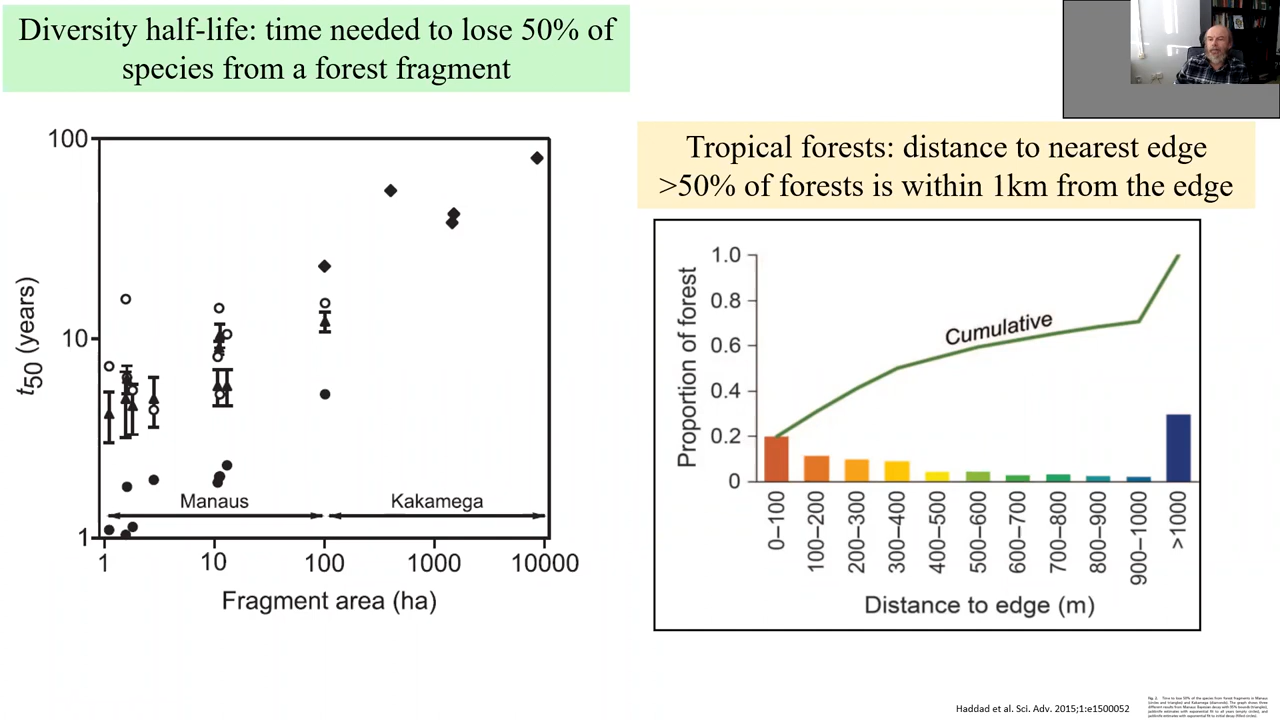 Diversity half-life: time needed to lose 50% of
species from a forest fragment
100
10
1
t50 (years)
Manaus
Kakamega
1
10
100
1000
10000
Fragment area (ha)
Tropical forests: distance to nearest edge
>50% of forests is within 1km from the edge
1.0
0.8
0.6
0.4
0.2
0
Proportion of forest
Cumulative
0–100
100–200
200–300
300–400
400–500
500–600
600–700
700–800
800–900
900–1000
>1000
Distance to edge (m)
Haddad et al. Sci. Adv. 2015;1:e1500052